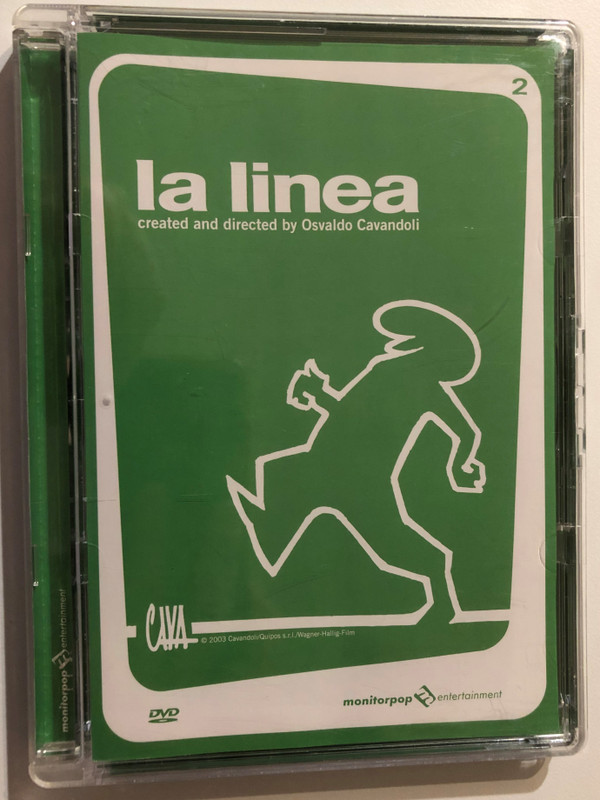 2
la linea
created and directed by Osvaldo Cavandoli
CAVA
© 2003 Cavandoli/Quipos s.r.l./Wagner-Hallig-Film
monitorpop entertainment
DVD
monitorpop entertainment